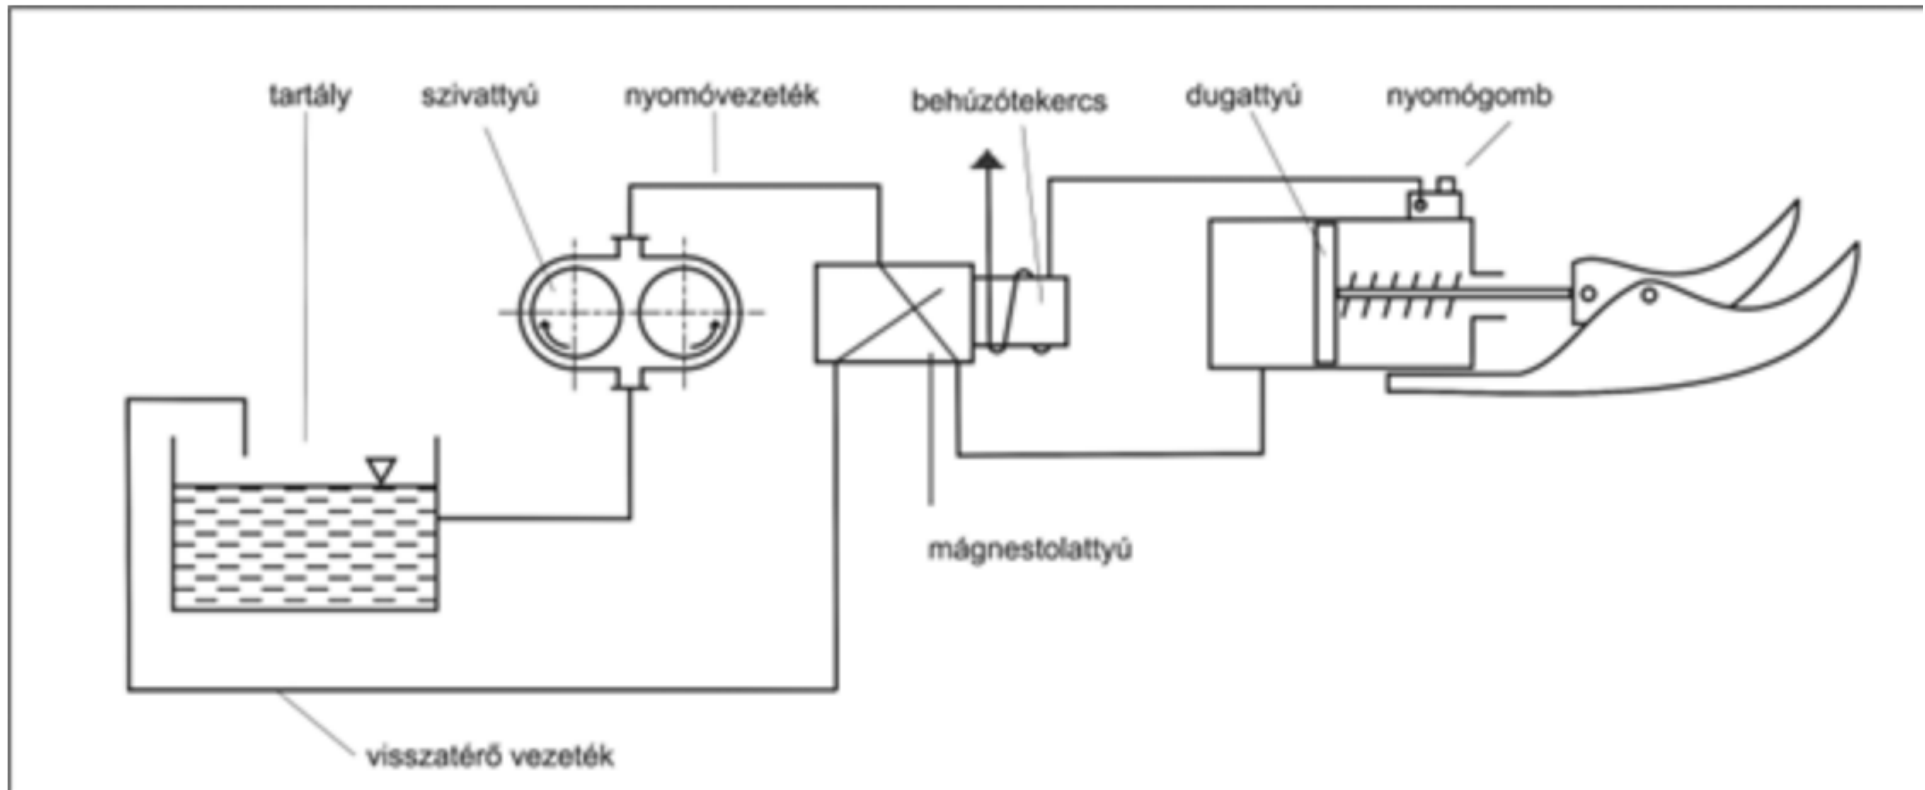 tartály
szivattyú
nyomóvezeték
behúzótekercs
dugattyú
nyomógomb
mágnestolattyú
visszatérő vezeték